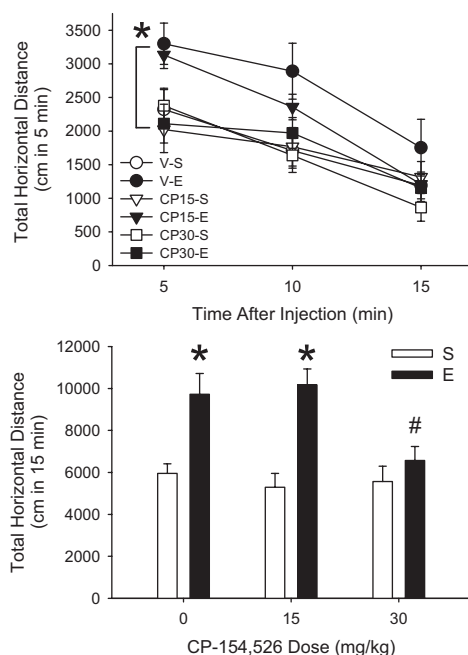 *
Total Horizontal Distance
(cm in 5 min)
3500
3000
2500
2000
1500
1000
500
0
V-S
V-E
CP15-S
CP15-E
CP30-S
CP30-E
5 10 15
Time After Injection (min)
Total Horizontal Distance
(cm in 15 min)
12000
10000
8000
6000
4000
2000
0
S
E
* * #
0 15 30
CP-154,526 Dose (mg/kg)